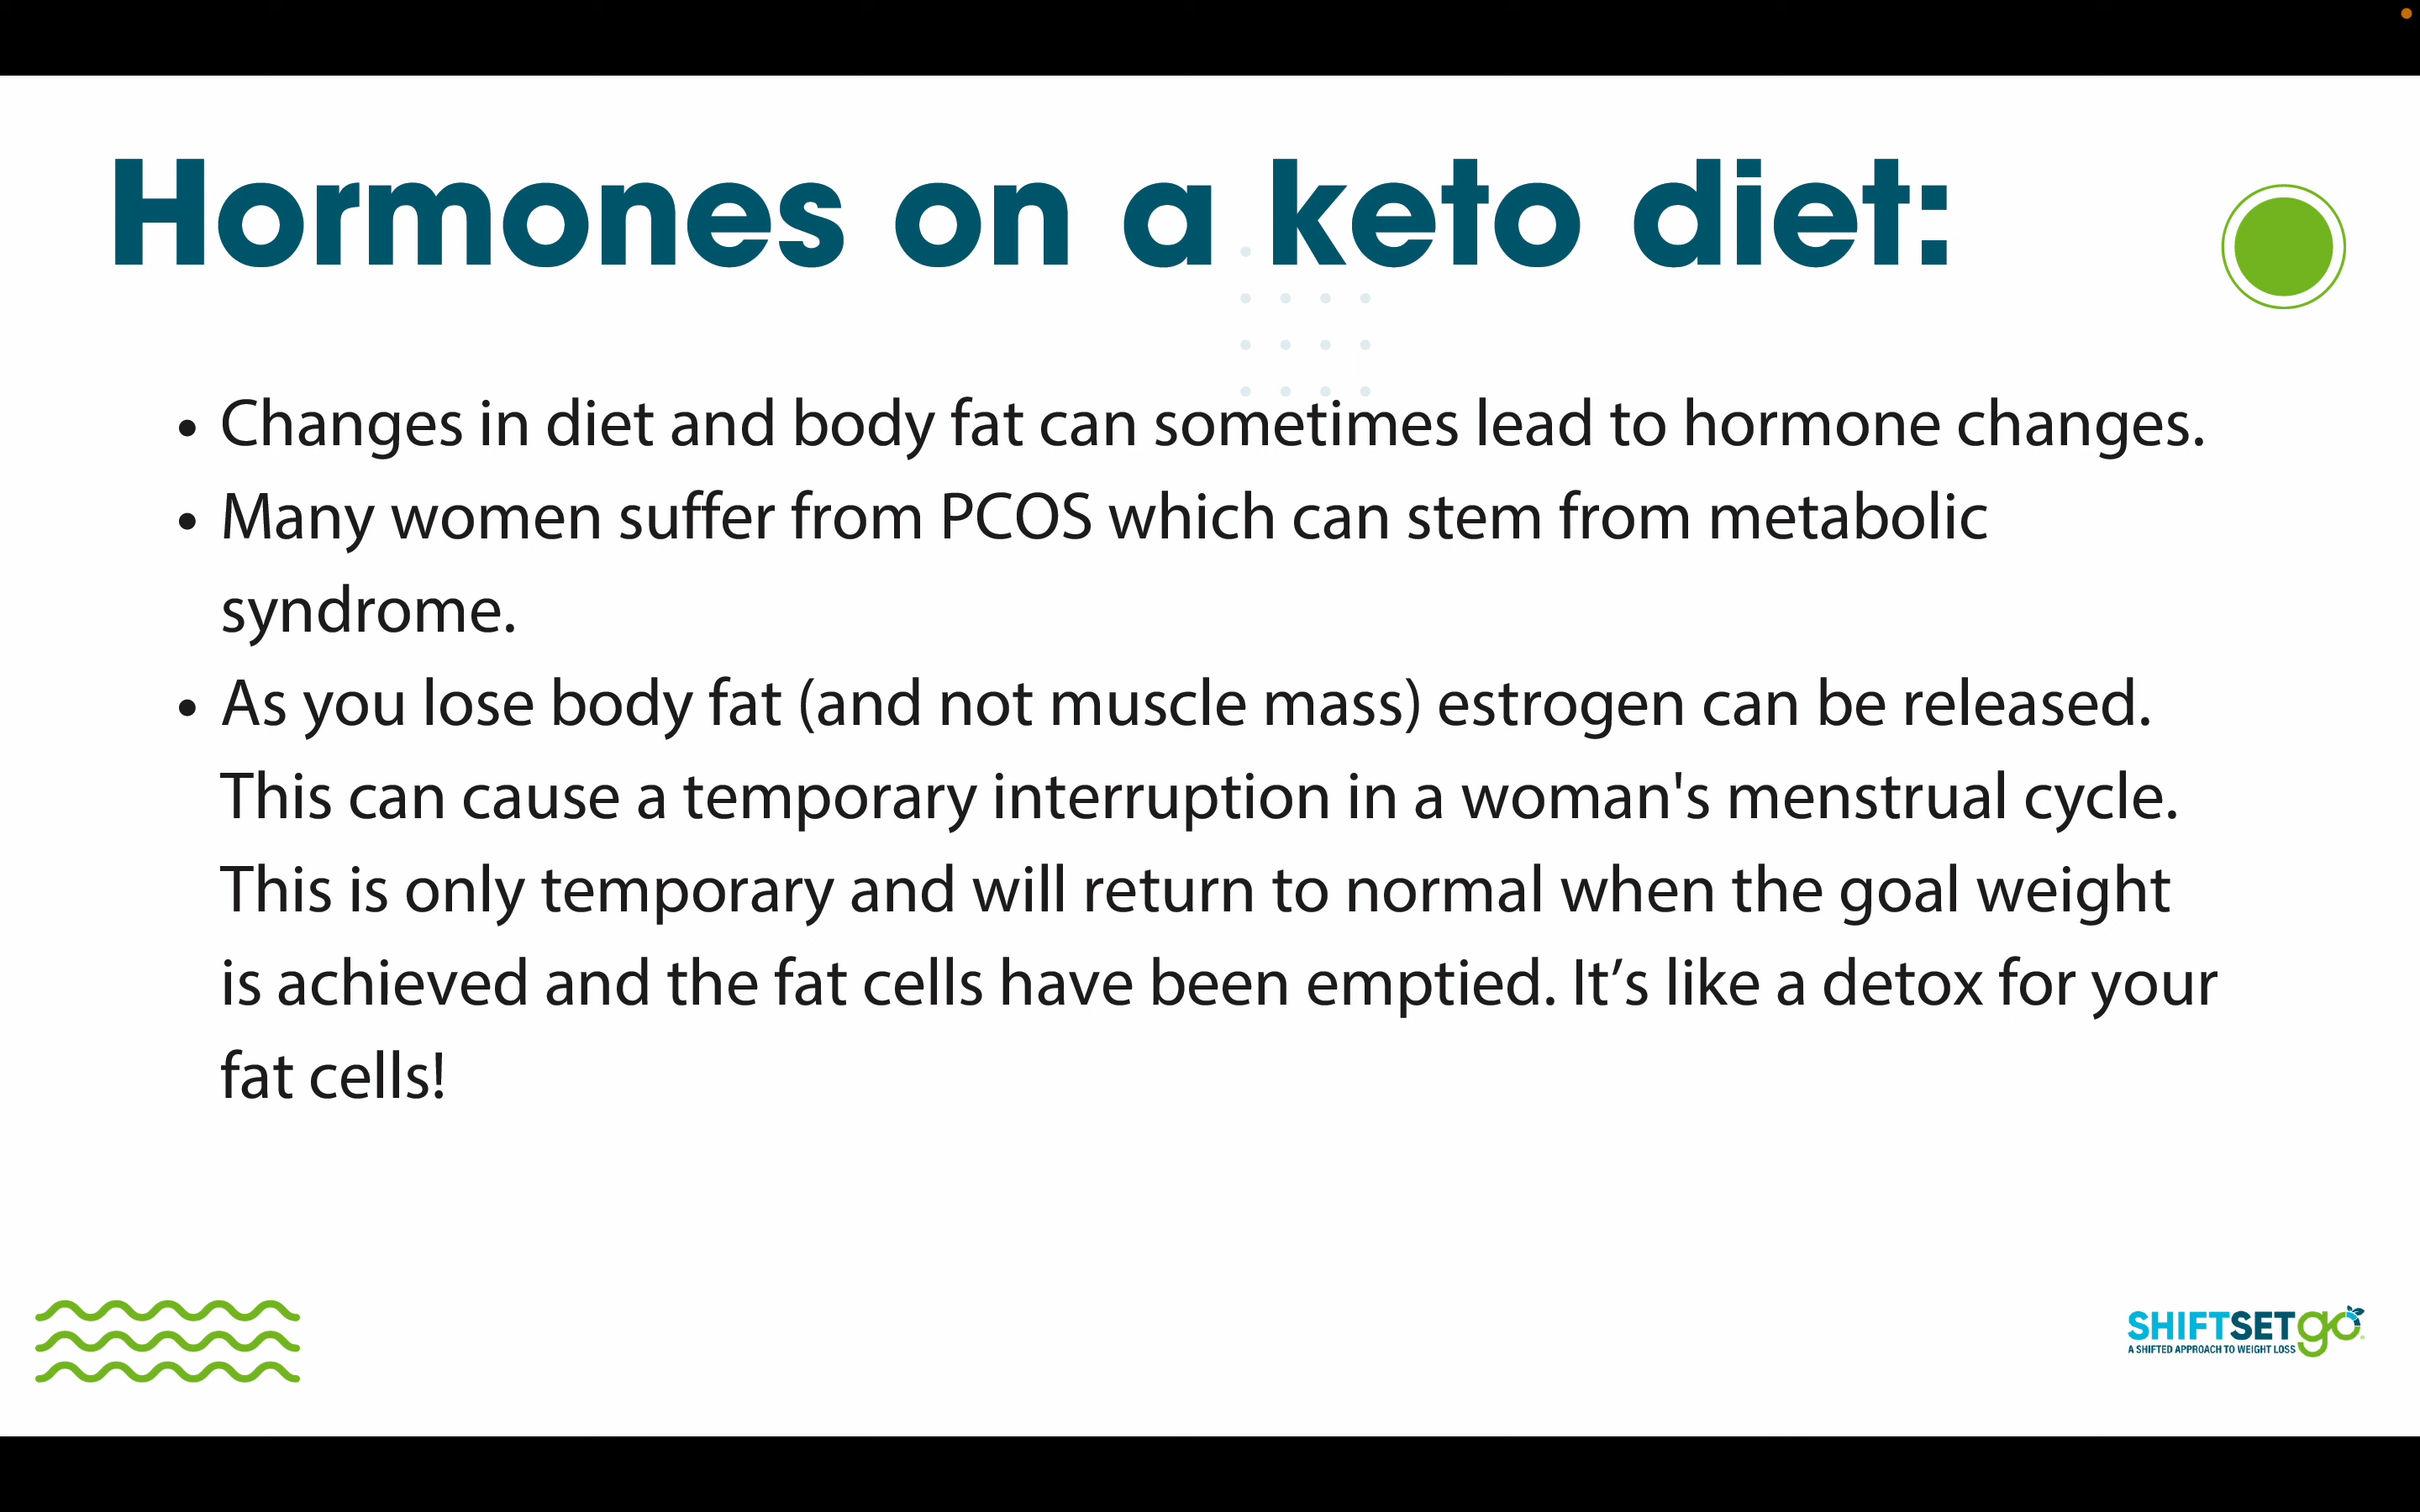 Hormones on a keto diet:
• Changes in diet and body fat can sometimes lead to hormone changes.
• Many women suffer from PCOS which can stem from metabolic
syndrome.
• As you lose body fat (and not muscle mass) estrogen can be released.
This can cause a temporary interruption in a woman's menstrual cycle.
This is only temporary and will return to normal when the goal weight
is achieved and the fat cells have been emptied. It’s like a detox for your
fat cells!
SHIFTSETgo
A SHIFTED APPROACH TO WEIGHT LOSS